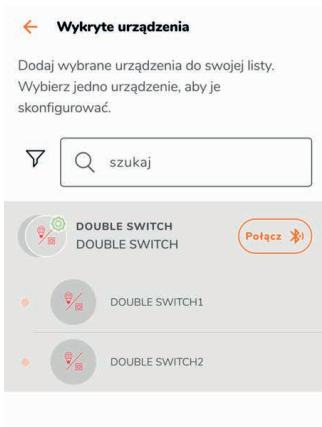 Wykryte urządzenia
Dodaj wybrane urządzenia do swojej listy.
Wybierz jedno urządzenie, aby je
skonfigurować.
szukaj
DOUBLE SWITCH
DOUBLE SWITCH
Połącz
DOUBLE SWITCH1
DOUBLE SWITCH2